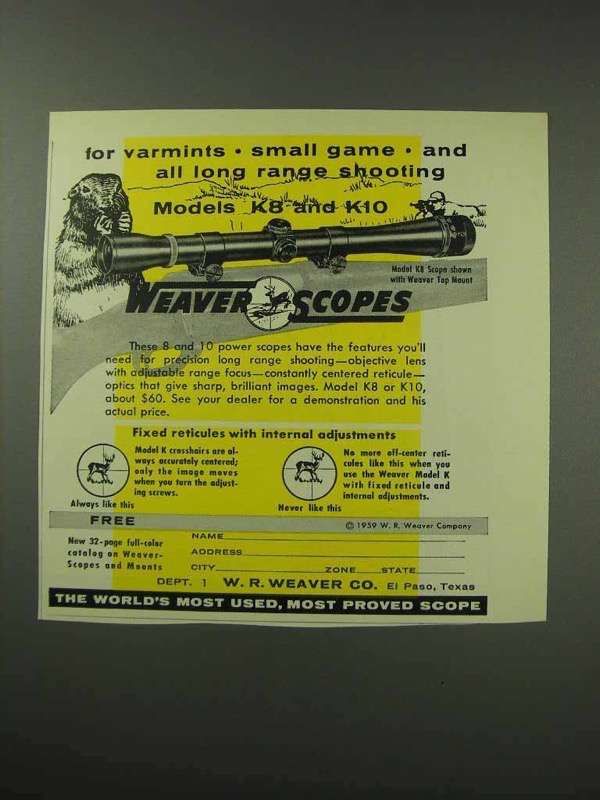 for varmints • small game • and
all long range shooting
Models K8 and K10
Model K8 Scope shown
with Weaver Top Mount
WEAVER SCOPES
These 8 and 10 power scopes have the features you'll
need for precision long range shooting—objective lens
with adjustable range focus—constantly centered reticule—
optics that give sharp, brilliant images. Model K8 or K10,
about $60. See your dealer for a demonstration and his
actual price.
Fixed reticules with internal adjustments
Model K crosshairs are al-
ways accurately centered;
only the image moves
when you turn the adjust-
ing screws.
Always like this
No more off-center reti-
cules like this when you
use the Weaver Model K
with fixed reticule and
internal adjustments.
Never like this
FREE
© 1959 W. R. Weaver Company
New 32-page full-color
catalog on Weaver-
Scopes and Mounts
NAME
ADDRESS
CITY ZONE STATE
DEPT. 1 W. R. WEAVER CO. El Paso, Texas
THE WORLD'S MOST USED, MOST PROVED SCOPE